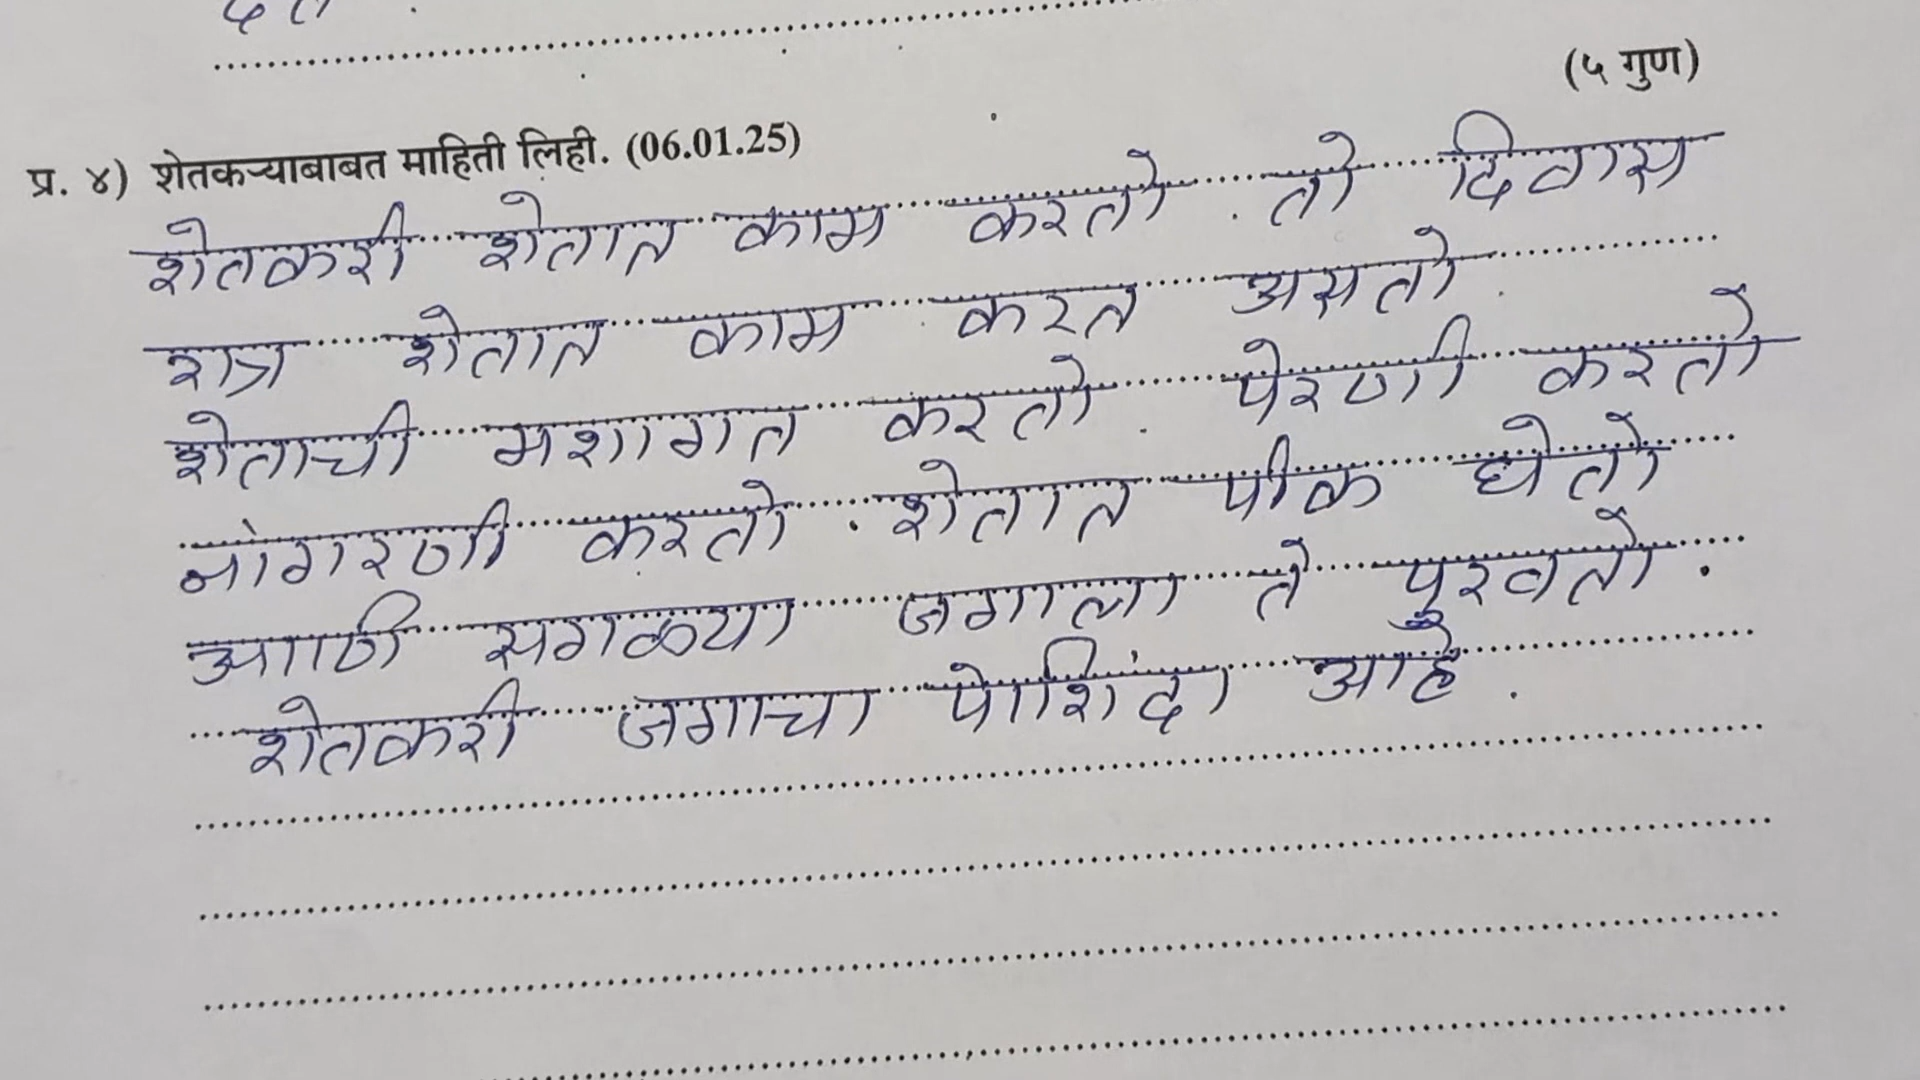 (५ गुण)
प्र. ४) शेतकऱ्याबाबत माहिती लिही. (06.01.25)
शेतकरी शेतात काम करतो. तो दिवास
रात्र शेतात काम करत असतो.
शेताची मशागत करतो. पेरणी करतो
नांगरणी करतो. शेतात पीक घेतो
आणी सगळ्या जगाला ते पुरवतो.
शेतकरी जगाचा पोशिंदा आहे.